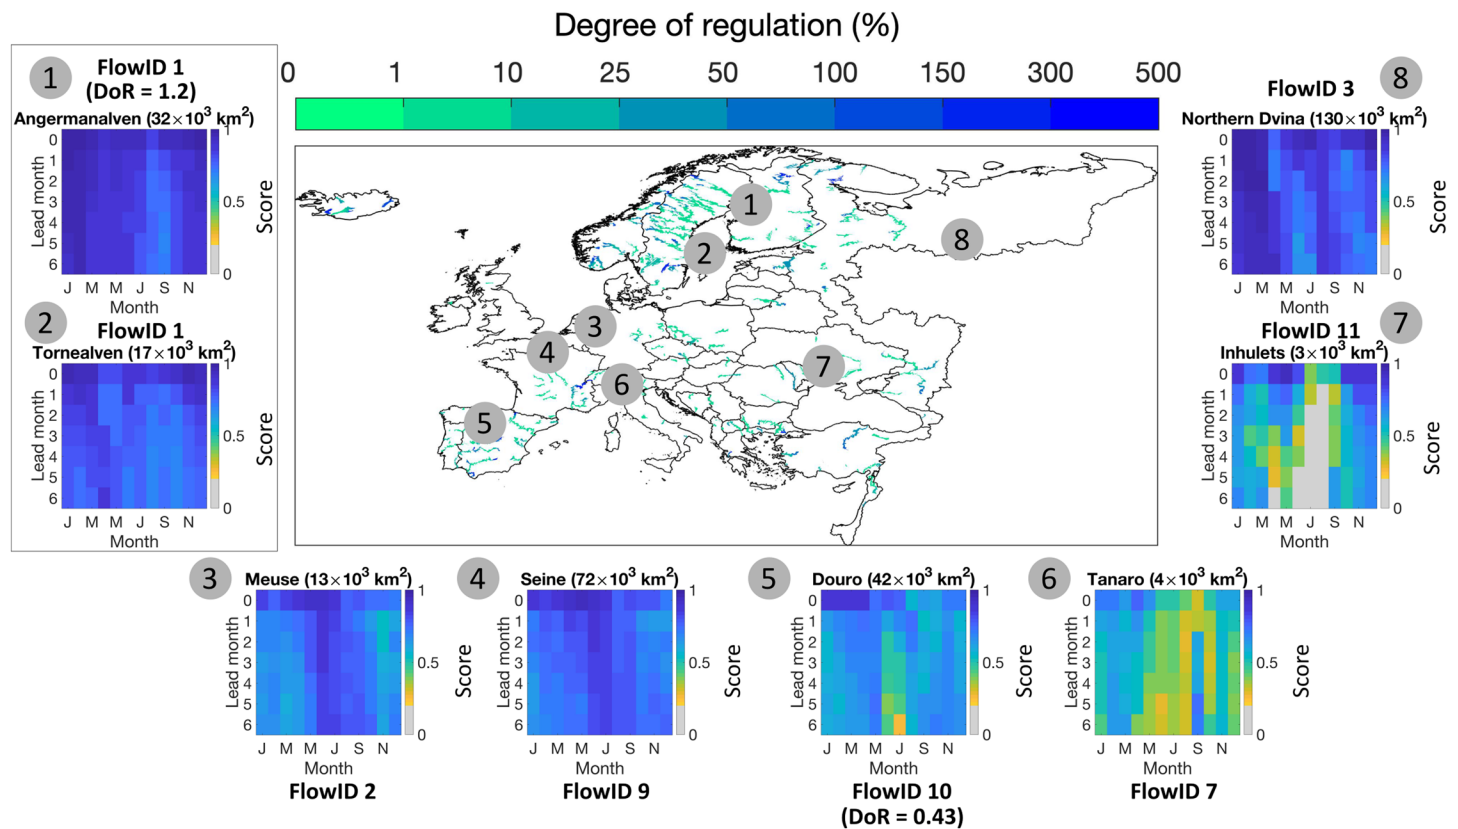 Degree of regulation (%)
0 1 10 25 50 100 150 300 500
1
FlowID 1
(DoR = 1.2)
Angermanalven (32×10³ km²)
Lead month
0
1
2
3
4
5
6
J M M J S N
Month
1
0.5
0
Score
2
FlowID 1
Tornealven (17×10³ km²)
Lead month
0
1
2
3
4
5
6
J M M J S N
Month
1
0.5
0
Score
1
2
3
4
5
6
7
8
8
FlowID 3
Northern Dvina (130×10³ km²)
Lead month
0
1
2
3
4
5
6
J M M J S N
Month
1
0.5
0
Score
7
FlowID 11
Inhulets (3×10³ km²)
Lead month
0
1
2
3
4
5
6
J M M J S N
Month
1
0.5
0
Score
3
Meuse (13×10³ km²)
Lead month
0
1
2
3
4
5
6
J M M J S N
Month
1
0.5
0
Score
FlowID 2
4
Seine (72×10³ km²)
Lead month
0
1
2
3
4
5
6
J M M J S N
Month
1
0.5
0
Score
FlowID 9
5
Douro (42×10³ km²)
Lead month
0
1
2
3
4
5
6
J M M J S N
Month
1
0.5
0
Score
FlowID 10
(DoR = 0.43)
6
Tanaro (4×10³ km²)
Lead month
0
1
2
3
4
5
6
J M M J S N
Month
1
0.5
0
Score
FlowID 7